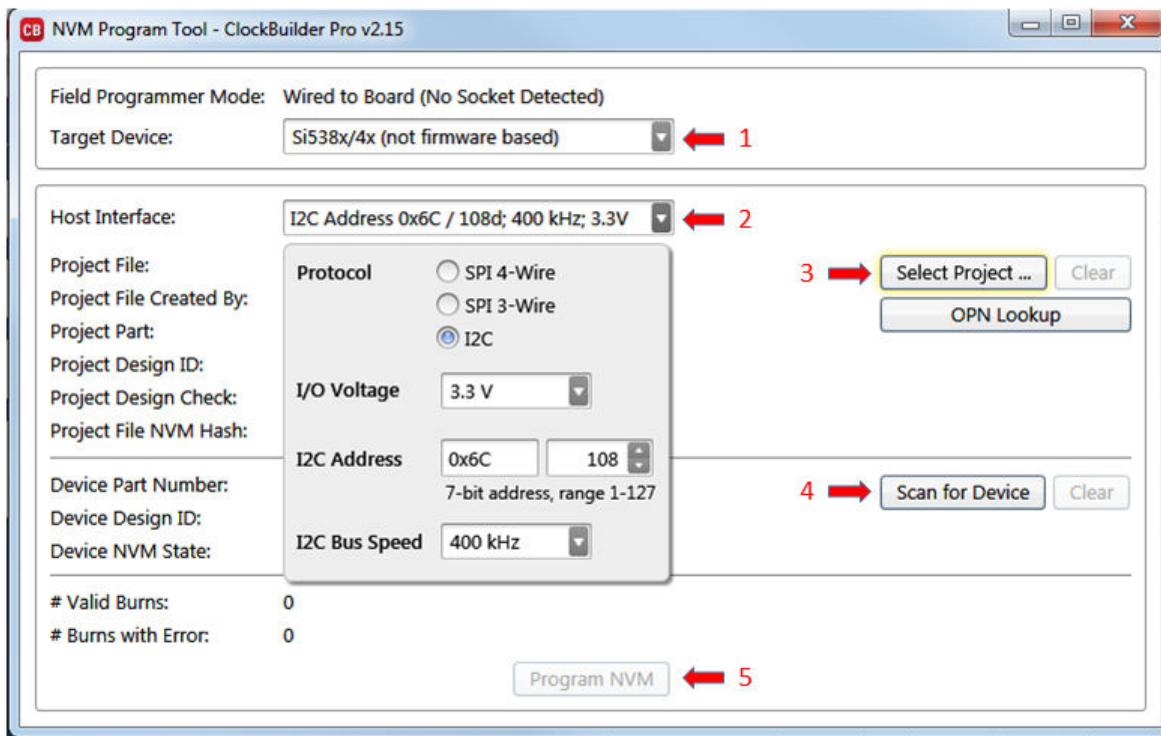 CB NVM Program Tool - ClockBuilder Pro v2.15
Field Programmer Mode: Wired to Board (No Socket Detected)
Target Device: Si538x/4x (not firmware based) 1
Host Interface: I2C Address 0x6C / 108d; 400 kHz; 3.3V 2
Project File:
Project File Created By:
Project Part:
Project Design ID:
Project Design Check:
Project File NVM Hash:
Protocol
SPI 4-Wire
SPI 3-Wire
I2C
I/O Voltage 3.3 V
I2C Address 0x6C 108
7-bit address, range 1-127
I2C Bus Speed 400 kHz
3 Select Project ... Clear
OPN Lookup
Device Part Number:
Device Design ID:
Device NVM State:
4 Scan for Device Clear
# Valid Burns: 0
# Burns with Error: 0
Program NVM 5